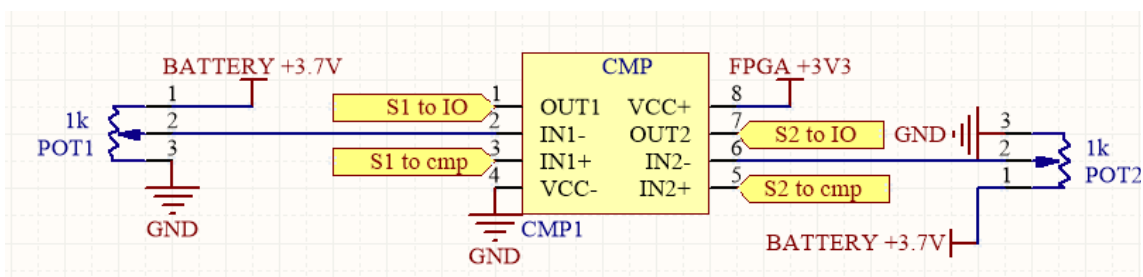 BATTERY +3.7V
CMP
FPGA +3V3
1
S1 to IO
1
OUT1
VCC+
8
1k
POT1
2
2
IN1-
OUT2
7
S2 to IO
GND
3
3
S1 to cmp
3
IN1+
IN2-
6
2
1k
POT2
4
VCC-
IN2+
5
S2 to cmp
1
GND
CMP1
GND
BATTERY +3.7V